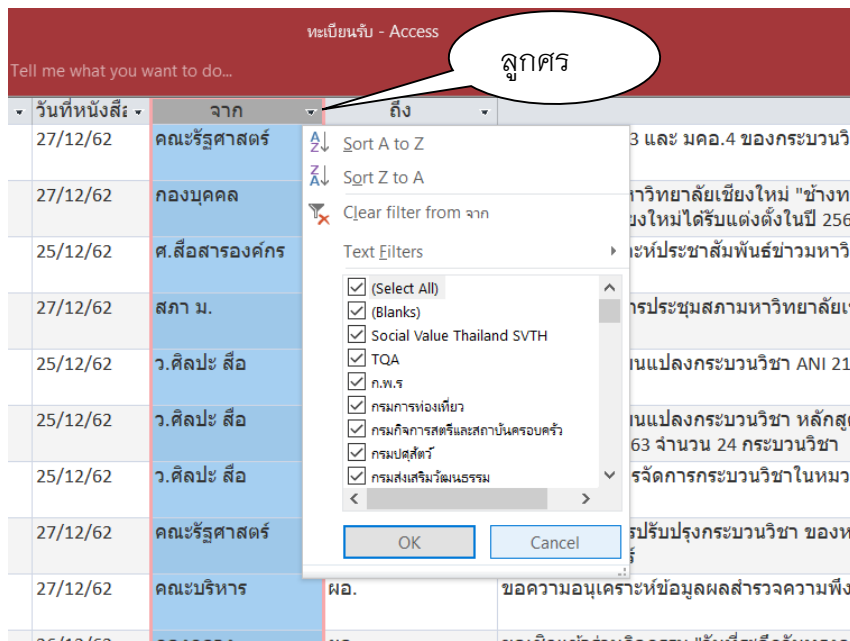 ทะเบียนรับ - Access
ลูกศร
Tell me what you want to do...
วันที่หนังสือ จาก ถึง
27/12/62 คณะรัฐศาสตร์ 3 และ มคอ.4 ของกระบวนวิ
Sort A to Z
Sort Z to A
27/12/62 กองบุคคล าวิทยาลัยเชียงใหม่ "ช้างท
ยงใหม่ได้รับแต่งตั้งในปี 256
Clear filter from จาก
25/12/62 ศ.สื่อสารองค์กร Text Filters ะห์ประชาสัมพันธ์ข่าวมหาวิ
(Select All)
27/12/62 สภา ม. (Blanks) ารประชุมสภามหาวิทยาลัยเ
Social Value Thailand SVTH
25/12/62 ว.ศิลปะ สื่อ TQA นแปลงกระบวนวิชา ANI 21
ก.พ.ร
กรมการท่องเที่ยว
25/12/62 ว.ศิลปะ สื่อ กรมกิจการสตรีและสถาบันครอบครัว นแปลงกระบวนวิชา หลักสู
กรมปศุสัตว์ 63 จำนวน 24 กระบวนวิชา
25/12/62 ว.ศิลปะ สื่อ กรมส่งเสริมวัฒนธรรม รจัดการกระบวนวิชาในหมว
27/12/62 คณะรัฐศาสตร์ OK Cancel รปรับปรุงกระบวนวิชา ของห
27/12/62 คณะบริหาร ผอ. ขอความอนุเคราะห์ข้อมูลผลสำรวจความพึง